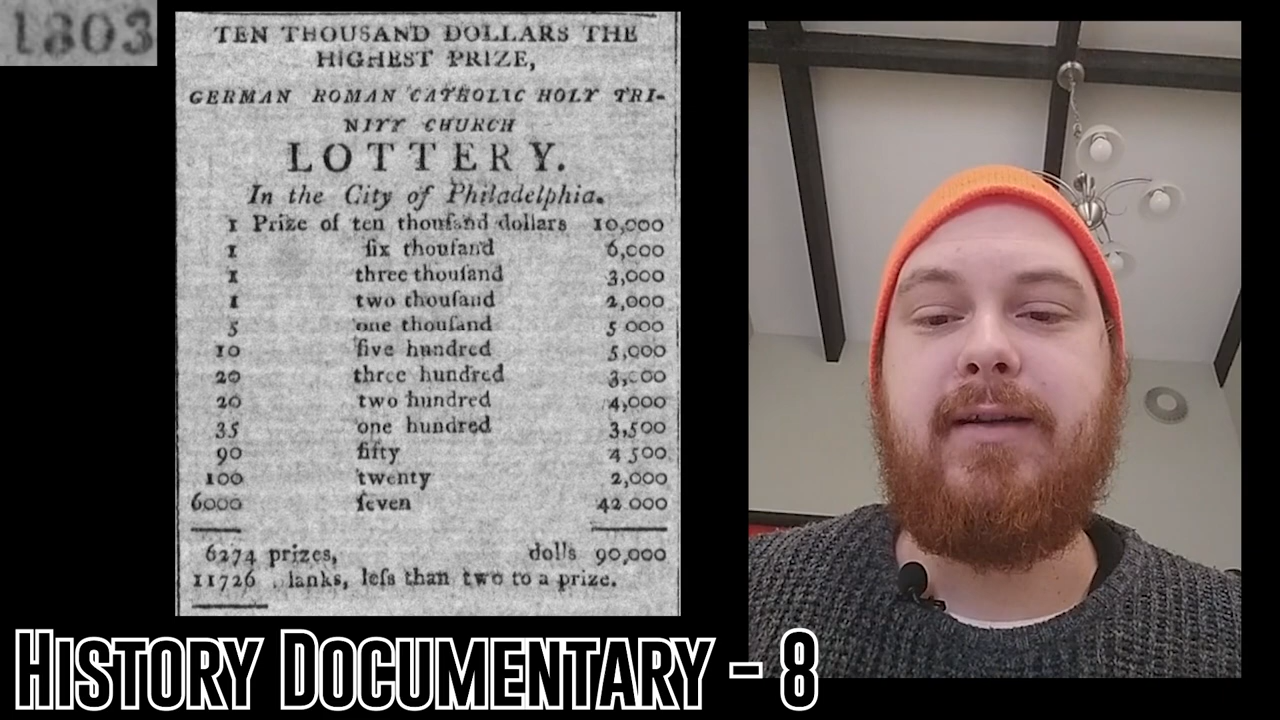 1803
TEN THOUSAND DOLLARS THE
HIGHEST PRIZE,
GERMAN ROMAN CATHOLIC HOLY TRI-
NITY CHURCH
LOTTERY.
In the City of Philadelphia.
1 Prize of ten thouſand dollars 10,000
1 ſix thouſand 6,000
1 three thouſand 3,000
1 two thouſand 2,000
5 one thouſand 5 000
10 five hundred 5,000
20 three hundred 3,000
20 two hundred 4,000
35 one hundred 3,500
90 fifty 4 500
100 twenty 2,000
6000 ſeven 42 000
6274 prizes, dolls 90,000
11726 lanks, leſs than two to a prize.
HISTORY DOCUMENTARY - 8